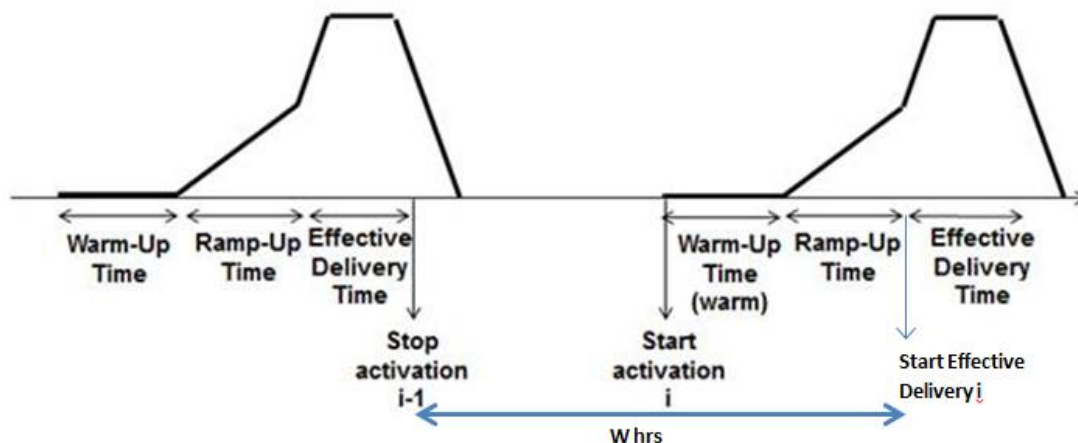 Warm-Up
Time
Ramp-Up
Time
Effective
Delivery
Time
Stop
activation
i-1
Start
activation
i
Warm-Up
Time
(warm)
Ramp-Up
Time
Effective
Delivery
Time
Start Effective
Delivery i
W hrs